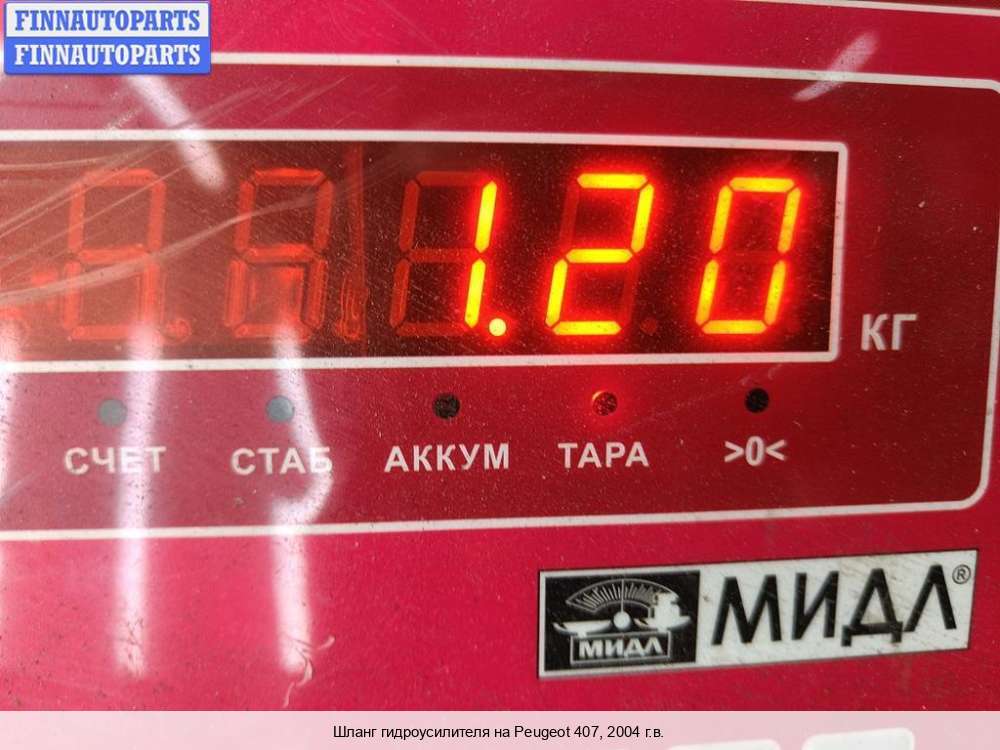 FINNAUTOPARTS
FINNAUTOPARTS
1.20
КГ
СЧЕТ СТАБ АККУМ ТАРА >0<
МИДЛ МИДЛ®
Шланг гидроусилителя на Peugeot 407, 2004 г.в.